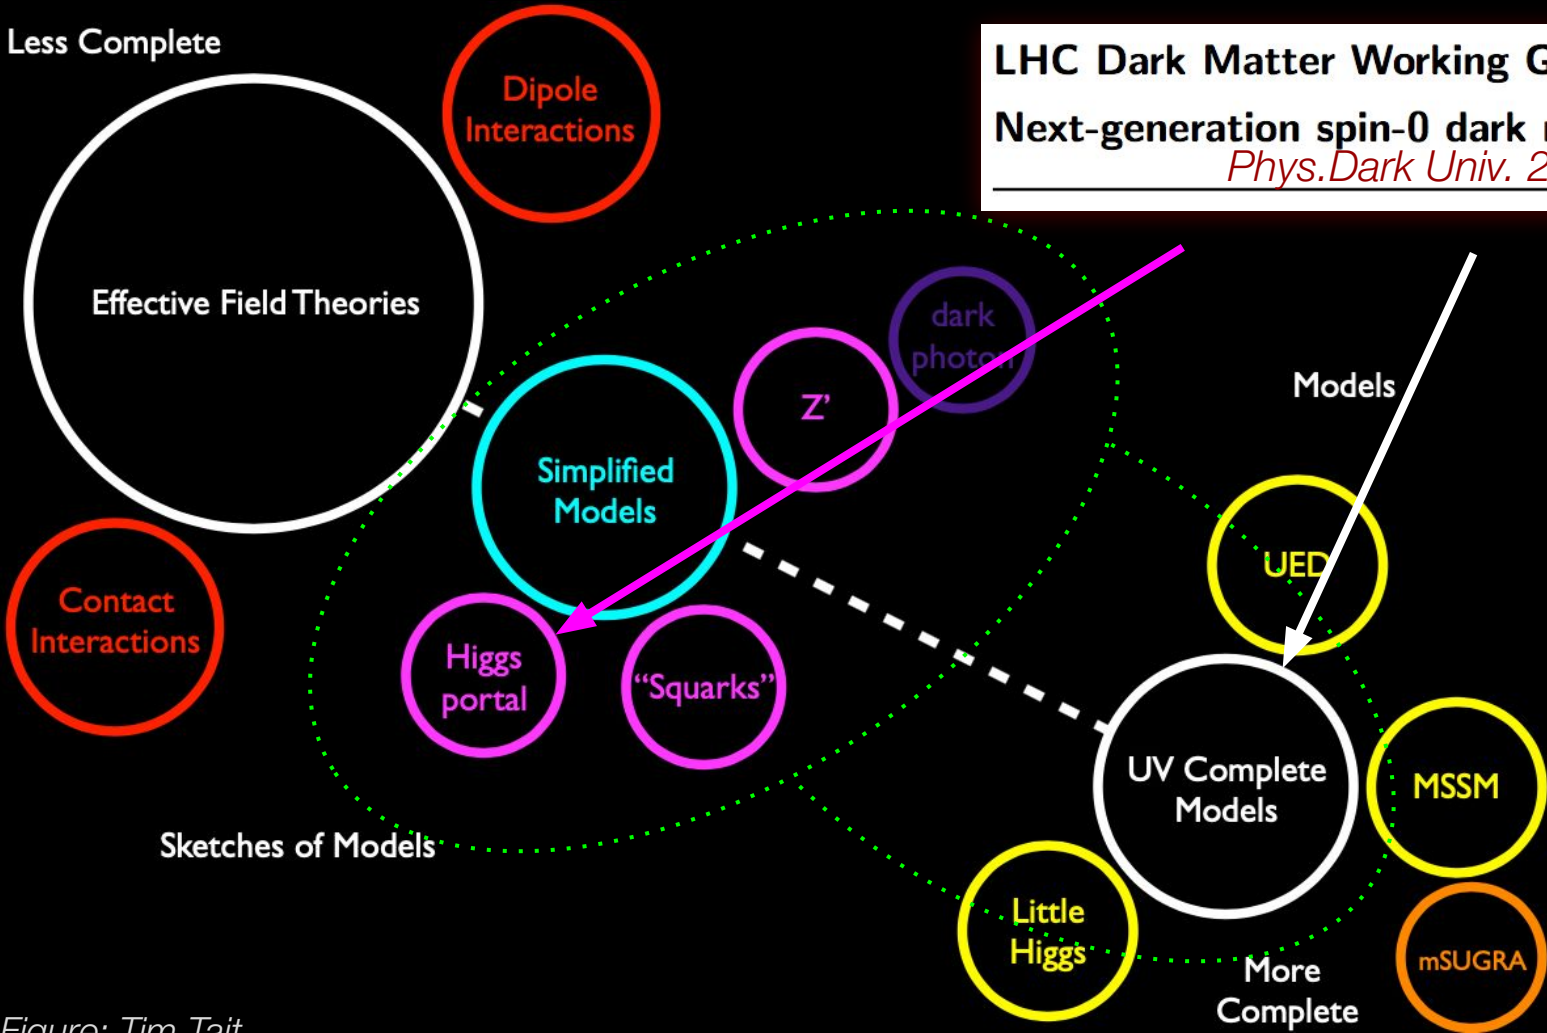 Less Complete
Dipole
Interactions
LHC Dark Matter Working
Next-generation spin-0 dark
Phys.Dark Univ.
Effective Field Theories
dark
photon
Z’
Models
Simplified
Models
UED
Contact
Interactions
Higgs
portal
“Squarks”
UV Complete
Models
MSSM
Sketches of Models
Little
Higgs
mSUGRA
More
Complete
Figure: Tim Tait